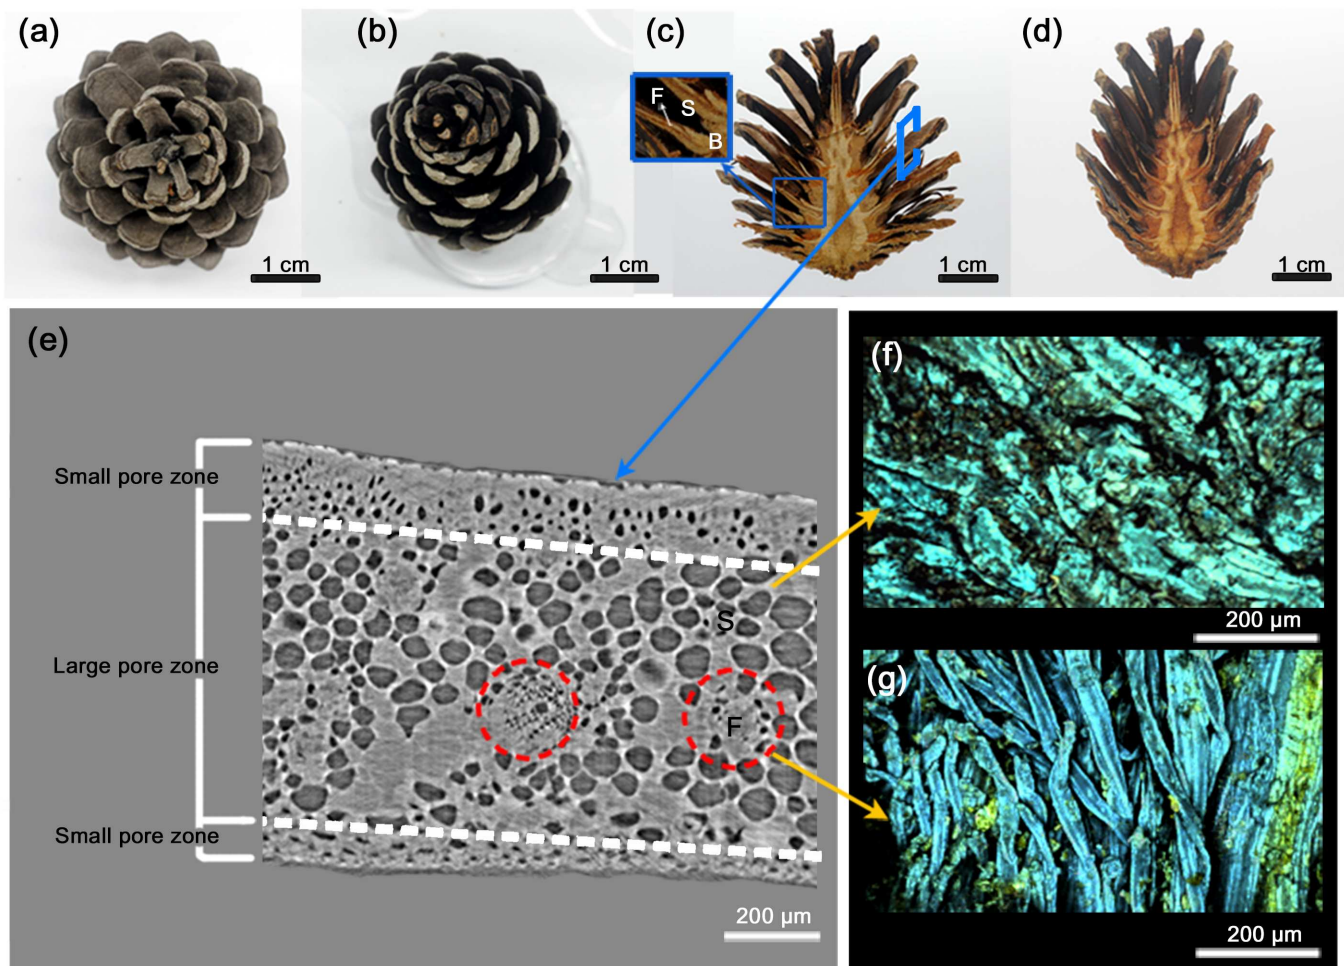 (a)
(b)
(c)
(d)
F
S
B
1 cm
1 cm
1 cm
1 cm
(e)
Small pore zone
Large pore zone
Small pore zone
S
F
200 μm
(f)
200 μm
(g)
200 μm